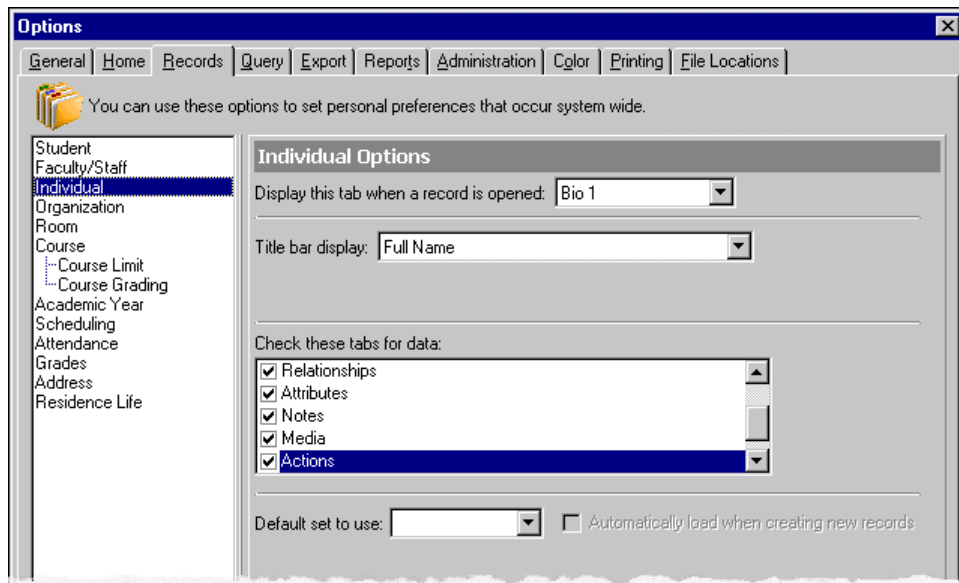 Options
General Home Records Query Export Reports Administration Color Printing File Locations
You can use these options to set personal preferences that occur system wide.
Student
Faculty/Staff
Individual
Organization
Room
Course
Course Limit
Course Grading
Academic Year
Scheduling
Attendance
Grades
Address
Residence Life
Individual Options
Display this tab when a record is opened: Bio 1
Title bar display: Full Name
Check these tabs for data:
Relationships
Attributes
Notes
Media
Actions
Default set to use: Automatically load when creating new records